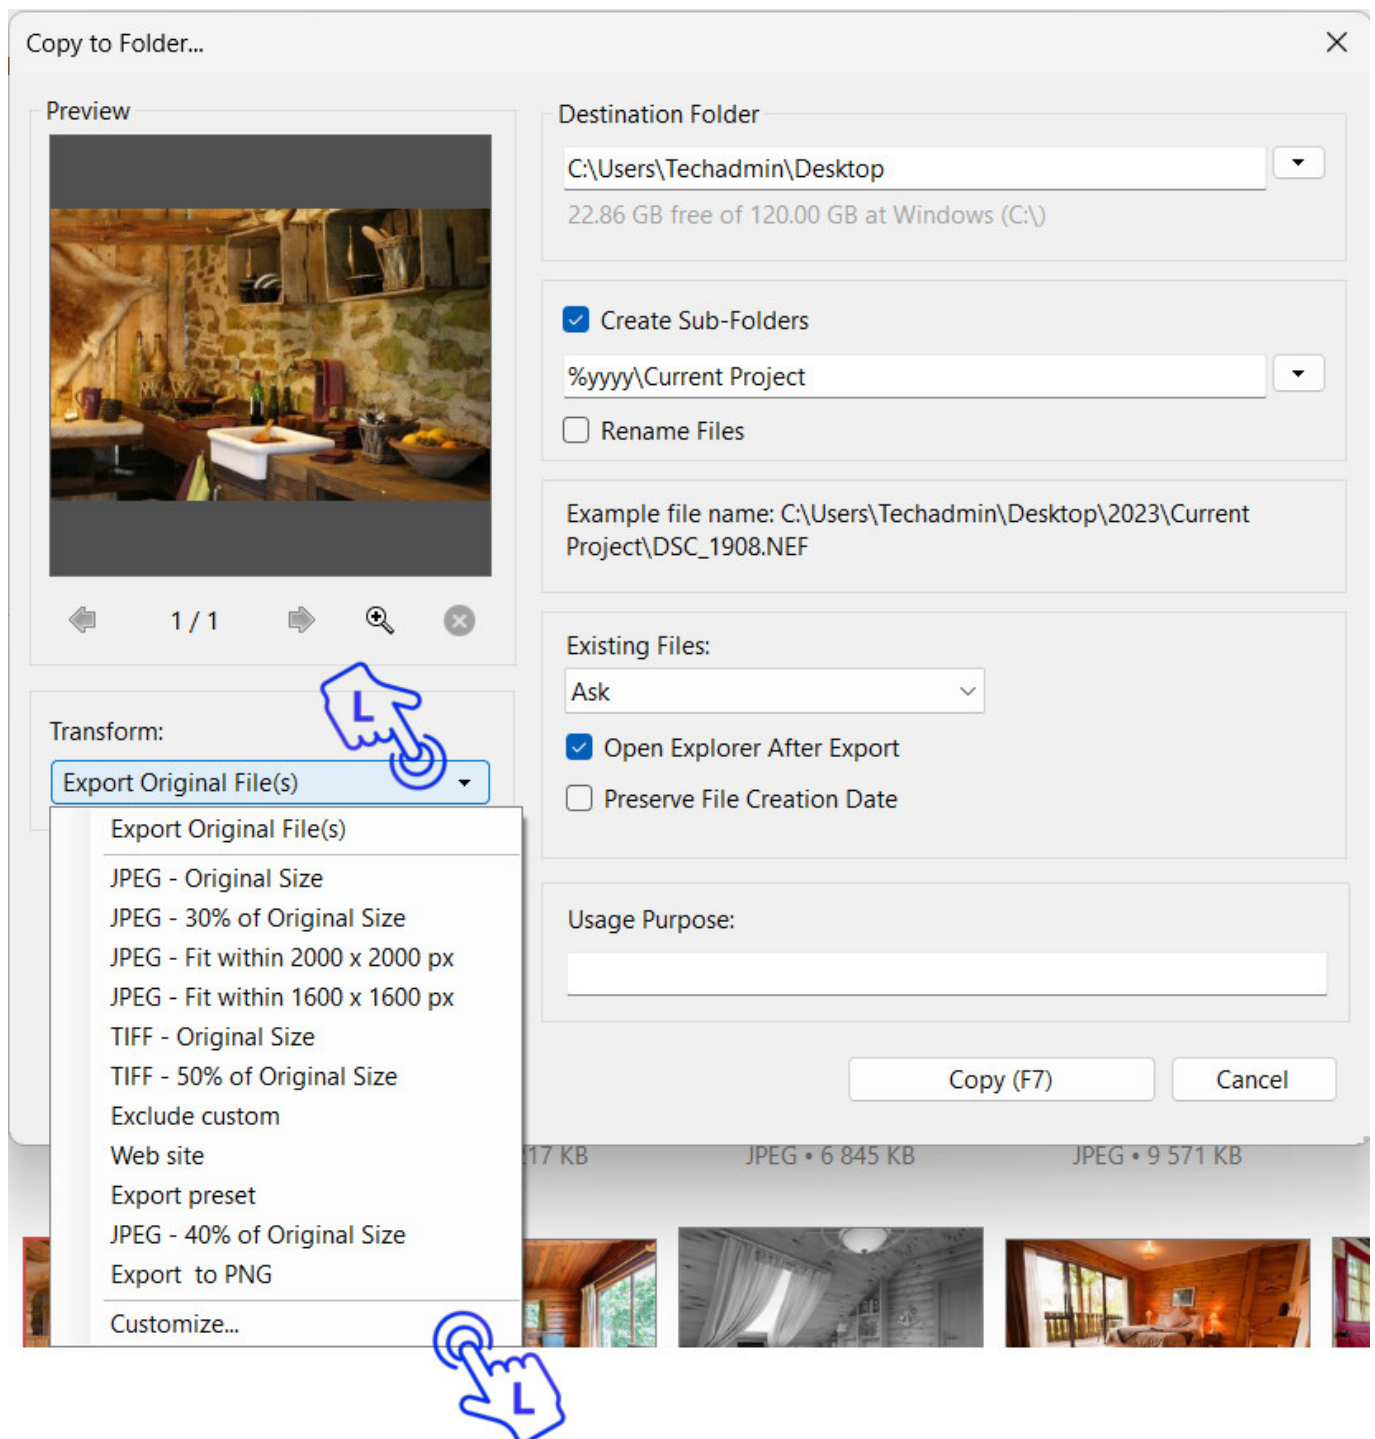 Copy to Folder...
Preview
1 / 1
Transform:
Export Original File(s)
Export Original File(s)
JPEG - Original Size
JPEG - 30% of Original Size
JPEG - Fit within 2000 x 2000 px
JPEG - Fit within 1600 x 1600 px
TIFF - Original Size
TIFF - 50% of Original Size
Exclude custom
Web site
Export preset
JPEG - 40% of Original Size
Export  to PNG
Customize...
L
L
Destination Folder
C:\Users\Techadmin\Desktop
22.86 GB free of 120.00 GB at Windows (C:\)
Create Sub-Folders
%yyyy\Current Project
Rename Files
Example file name: C:\Users\Techadmin\Desktop\2023\Current
Project\DSC_1908.NEF
Existing Files:
Ask
Open Explorer After Export
Preserve File Creation Date
Usage Purpose:
Copy (F7)
Cancel
17 KB
JPEG • 6 845 KB
JPEG • 9 571 KB